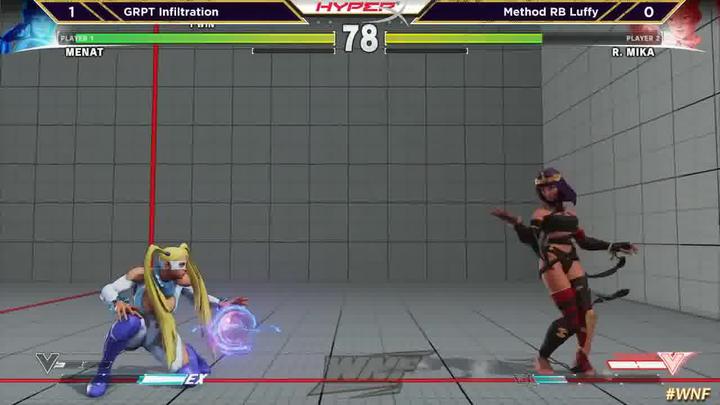 1 GRPT Infiltration HYPER Method RB Luffy 0
1 WIN
PLAYER 1 78 PLAYER 2
MENAT R. MIKA
WNF
V EX V
#WNF